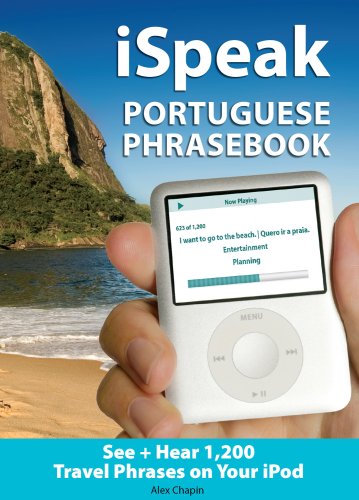 iSpeak
PORTUGUESE
PHRASEBOOK
Now Playing
623 of 1,200
I want to go to the beach. | Quero ir a praia.
Entertainment
Planning
MENU
See + Hear 1,200
Travel Phrases on Your iPod
Alex Chapin